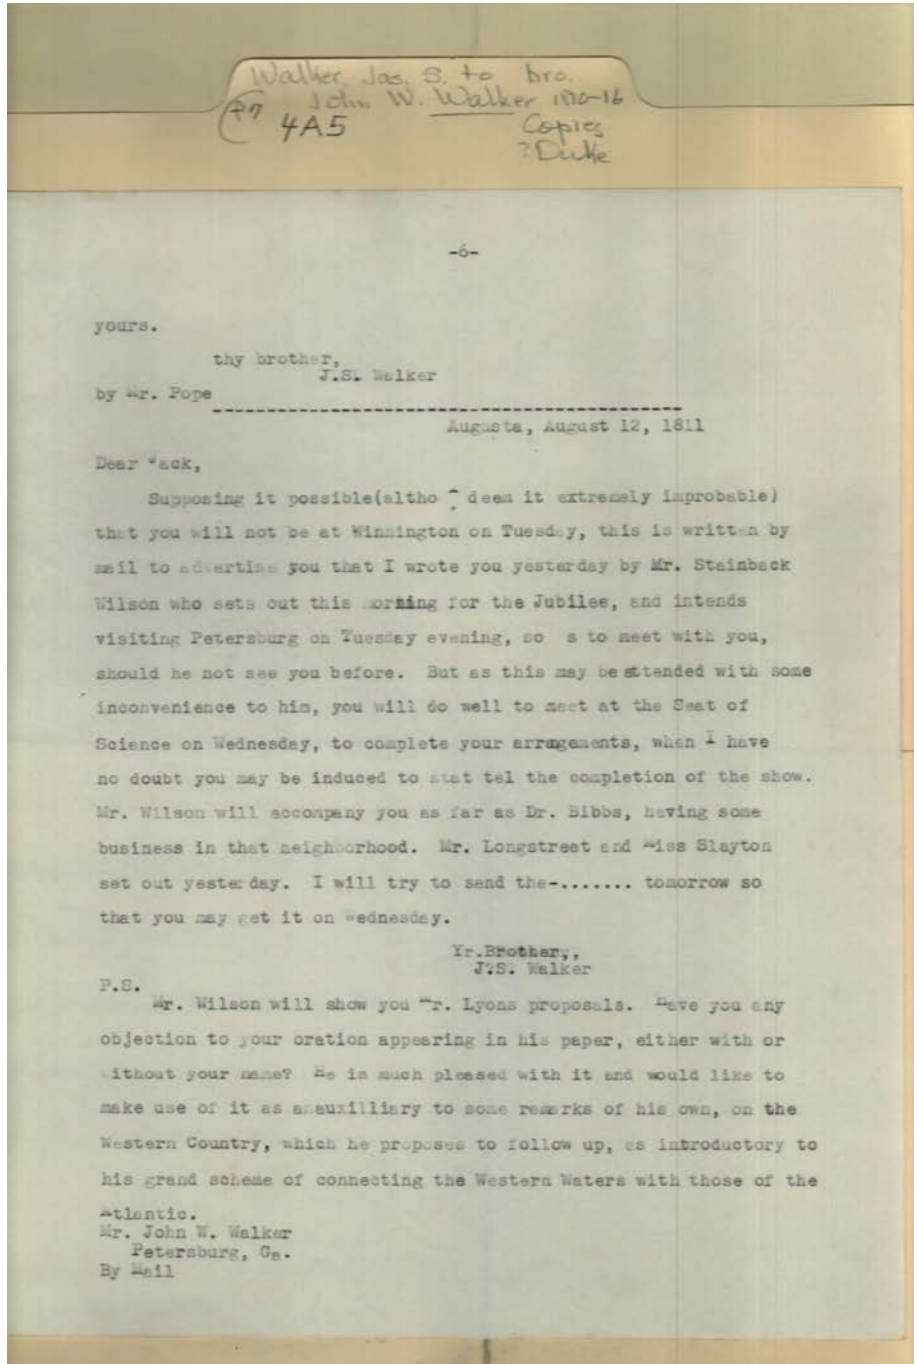 Walker, Jas. S. to bro.
John W. Walker 1810-16
4A5 Copies
? Duke
-6-
yours.
thy brother,
J.S. Walker
by Mr. Pope
Augusta, August 12, 1811
Dear Jack,
Supposing it possible(altho I deem it extremely improbable)
that you will not be at Winnington on Tuesday, this is written by
mail to advertise you that I wrote you yesterday by Mr. Stainback
Wilson who sets out this morning for the Jubilee, and intends
visiting Petersburg on Tuesday evening, so s to meet with you,
should he not see you before. But as this may be attended with some
inconvenience to him, you will do well to meet at the Seat of
Science on Wednesday, to complete your arrangements, when I have
no doubt you may be induced to tel the completion of the show.
Mr. Wilson will accompany you as far as Dr. Bibbs, having some
business in that neighborhood. Mr. Longstreet and Miss Slayton
set out yesterday. I will try to send the-....... tomorrow so
that you may get it on Wednesday.
Yr.Brother,,
J.S. Walker
P.S.
Mr. Wilson will show you Mr. Lyons proposals. Have you any
objection to your oration appearing in his paper, either with or
without your name? He is much pleased with it and would like to
make use of it as anauxilliary to some remarks of his own, on the
Western Country, which he proposes to follow up, as introductory to
his grand scheme of connecting the Western Waters with those of the
Atlantic.
Mr. John W. Walker
Petersburg, Ga.
By Mail